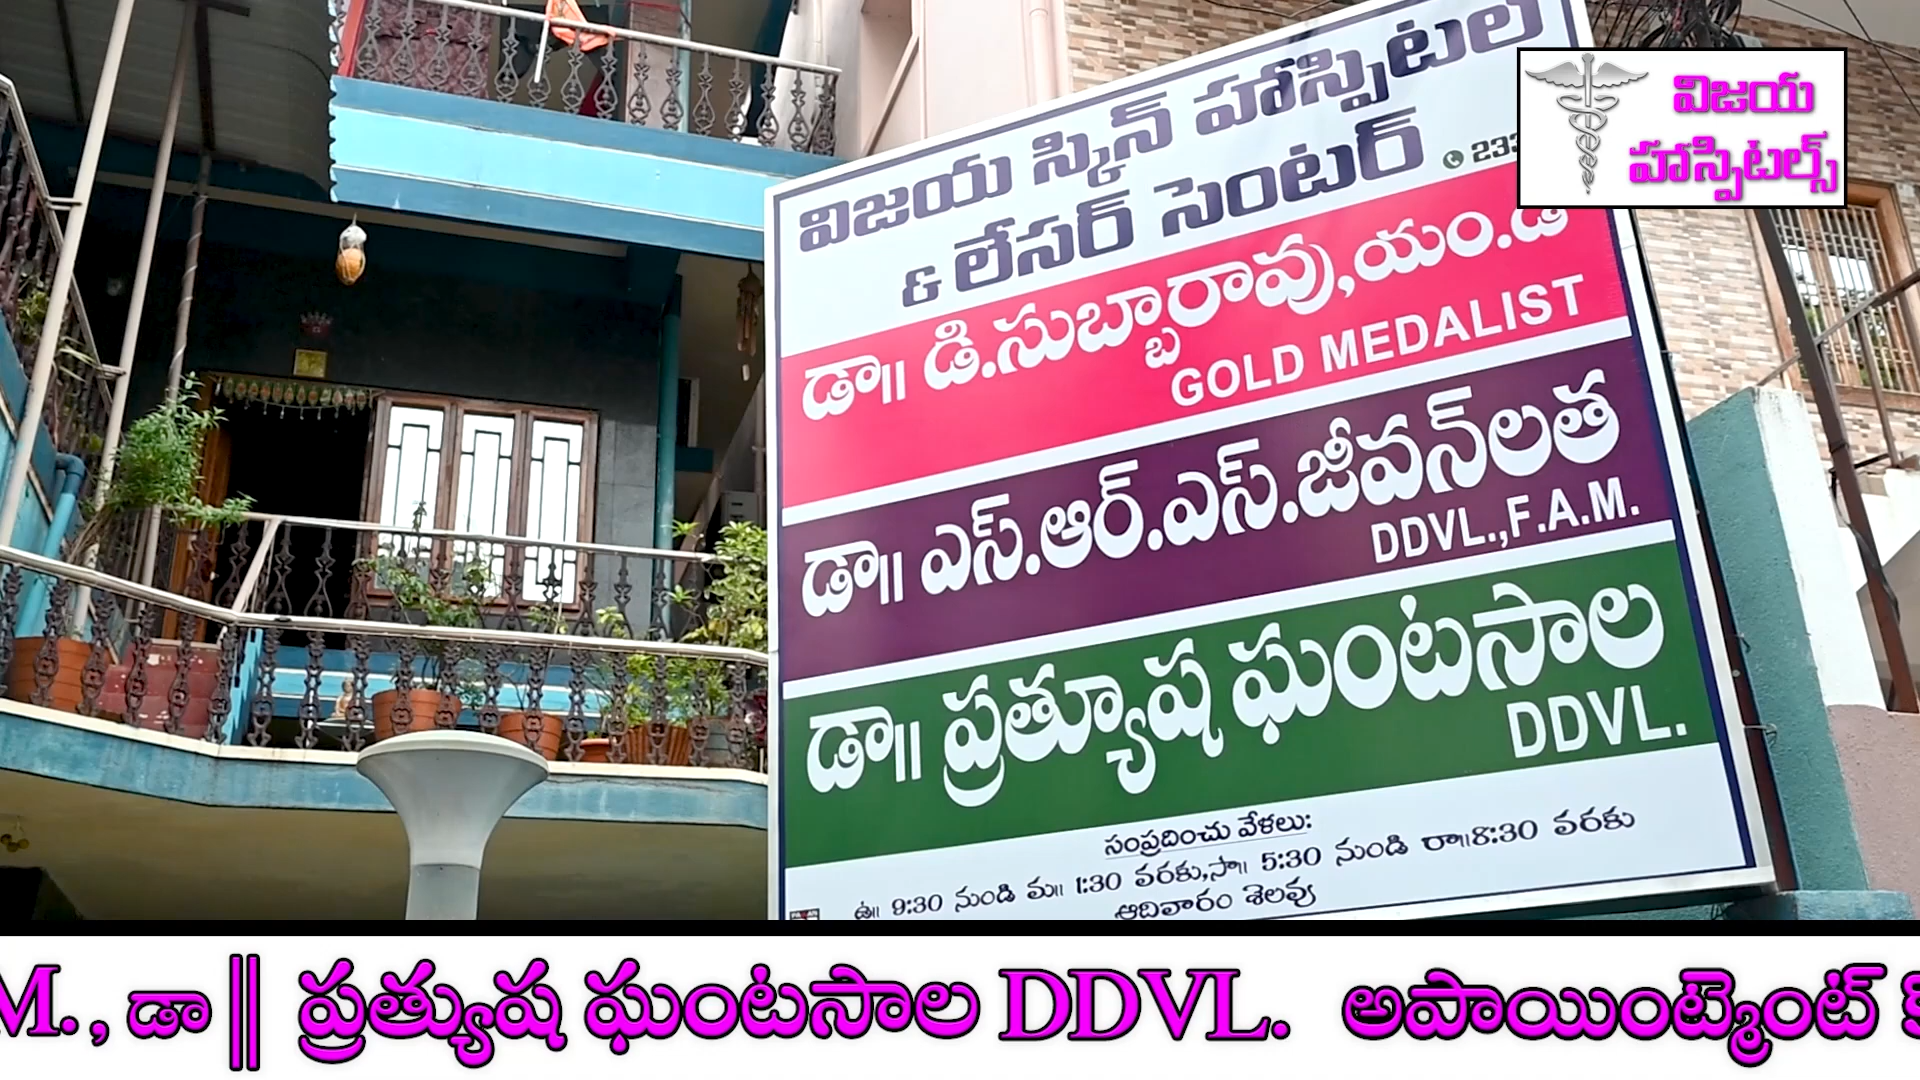 విజయ స్కిన్ హాస్పిటల్
& లేసర్ సెంటర్
డా॥ డి.సుబ్బారావు,యం.డి
GOLD MEDALIST
డా॥ ఎస్.ఆర్.ఎస్.జీవన్‌లత
DDVL.,F.A.M.
డా॥ ప్రత్యూష ఘంటసాల
DDVL.
సంప్రదించు వేళలు:
ఉ॥ 9:30 నుండి మ॥ 1:30 వరకు,సా॥ 5:30 నుండి రా॥8:30 వరకు
ఆదివారం శెలవు
విజయ
హాస్పిటల్స్
M., డా|| ప్రత్యుష ఘంటసాల DDVL. అపాయింట్మెంట్